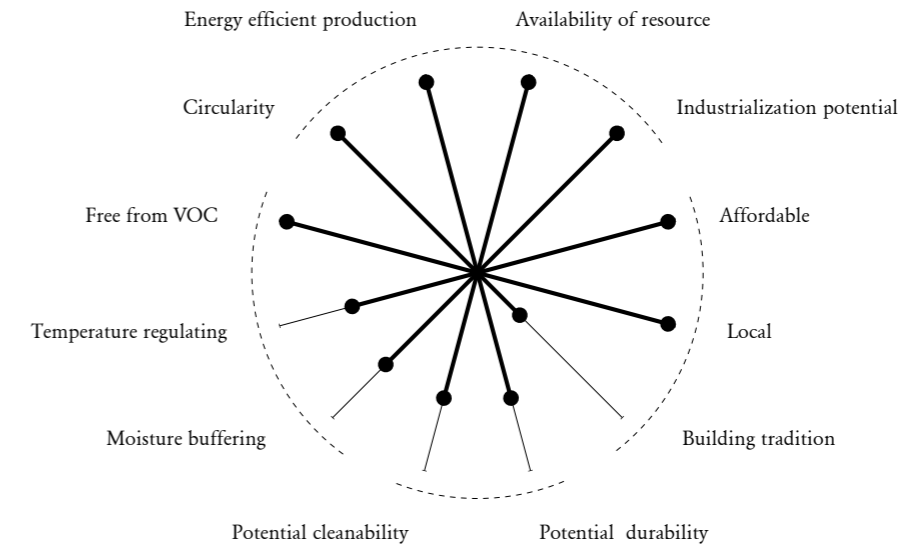 Energy efficient production
Availability of resource
Circularity
Industrialization potential
Free from VOC
Affordable
Temperature regulating
Local
Moisture buffering
Building tradition
Potential cleanability
Potential durability